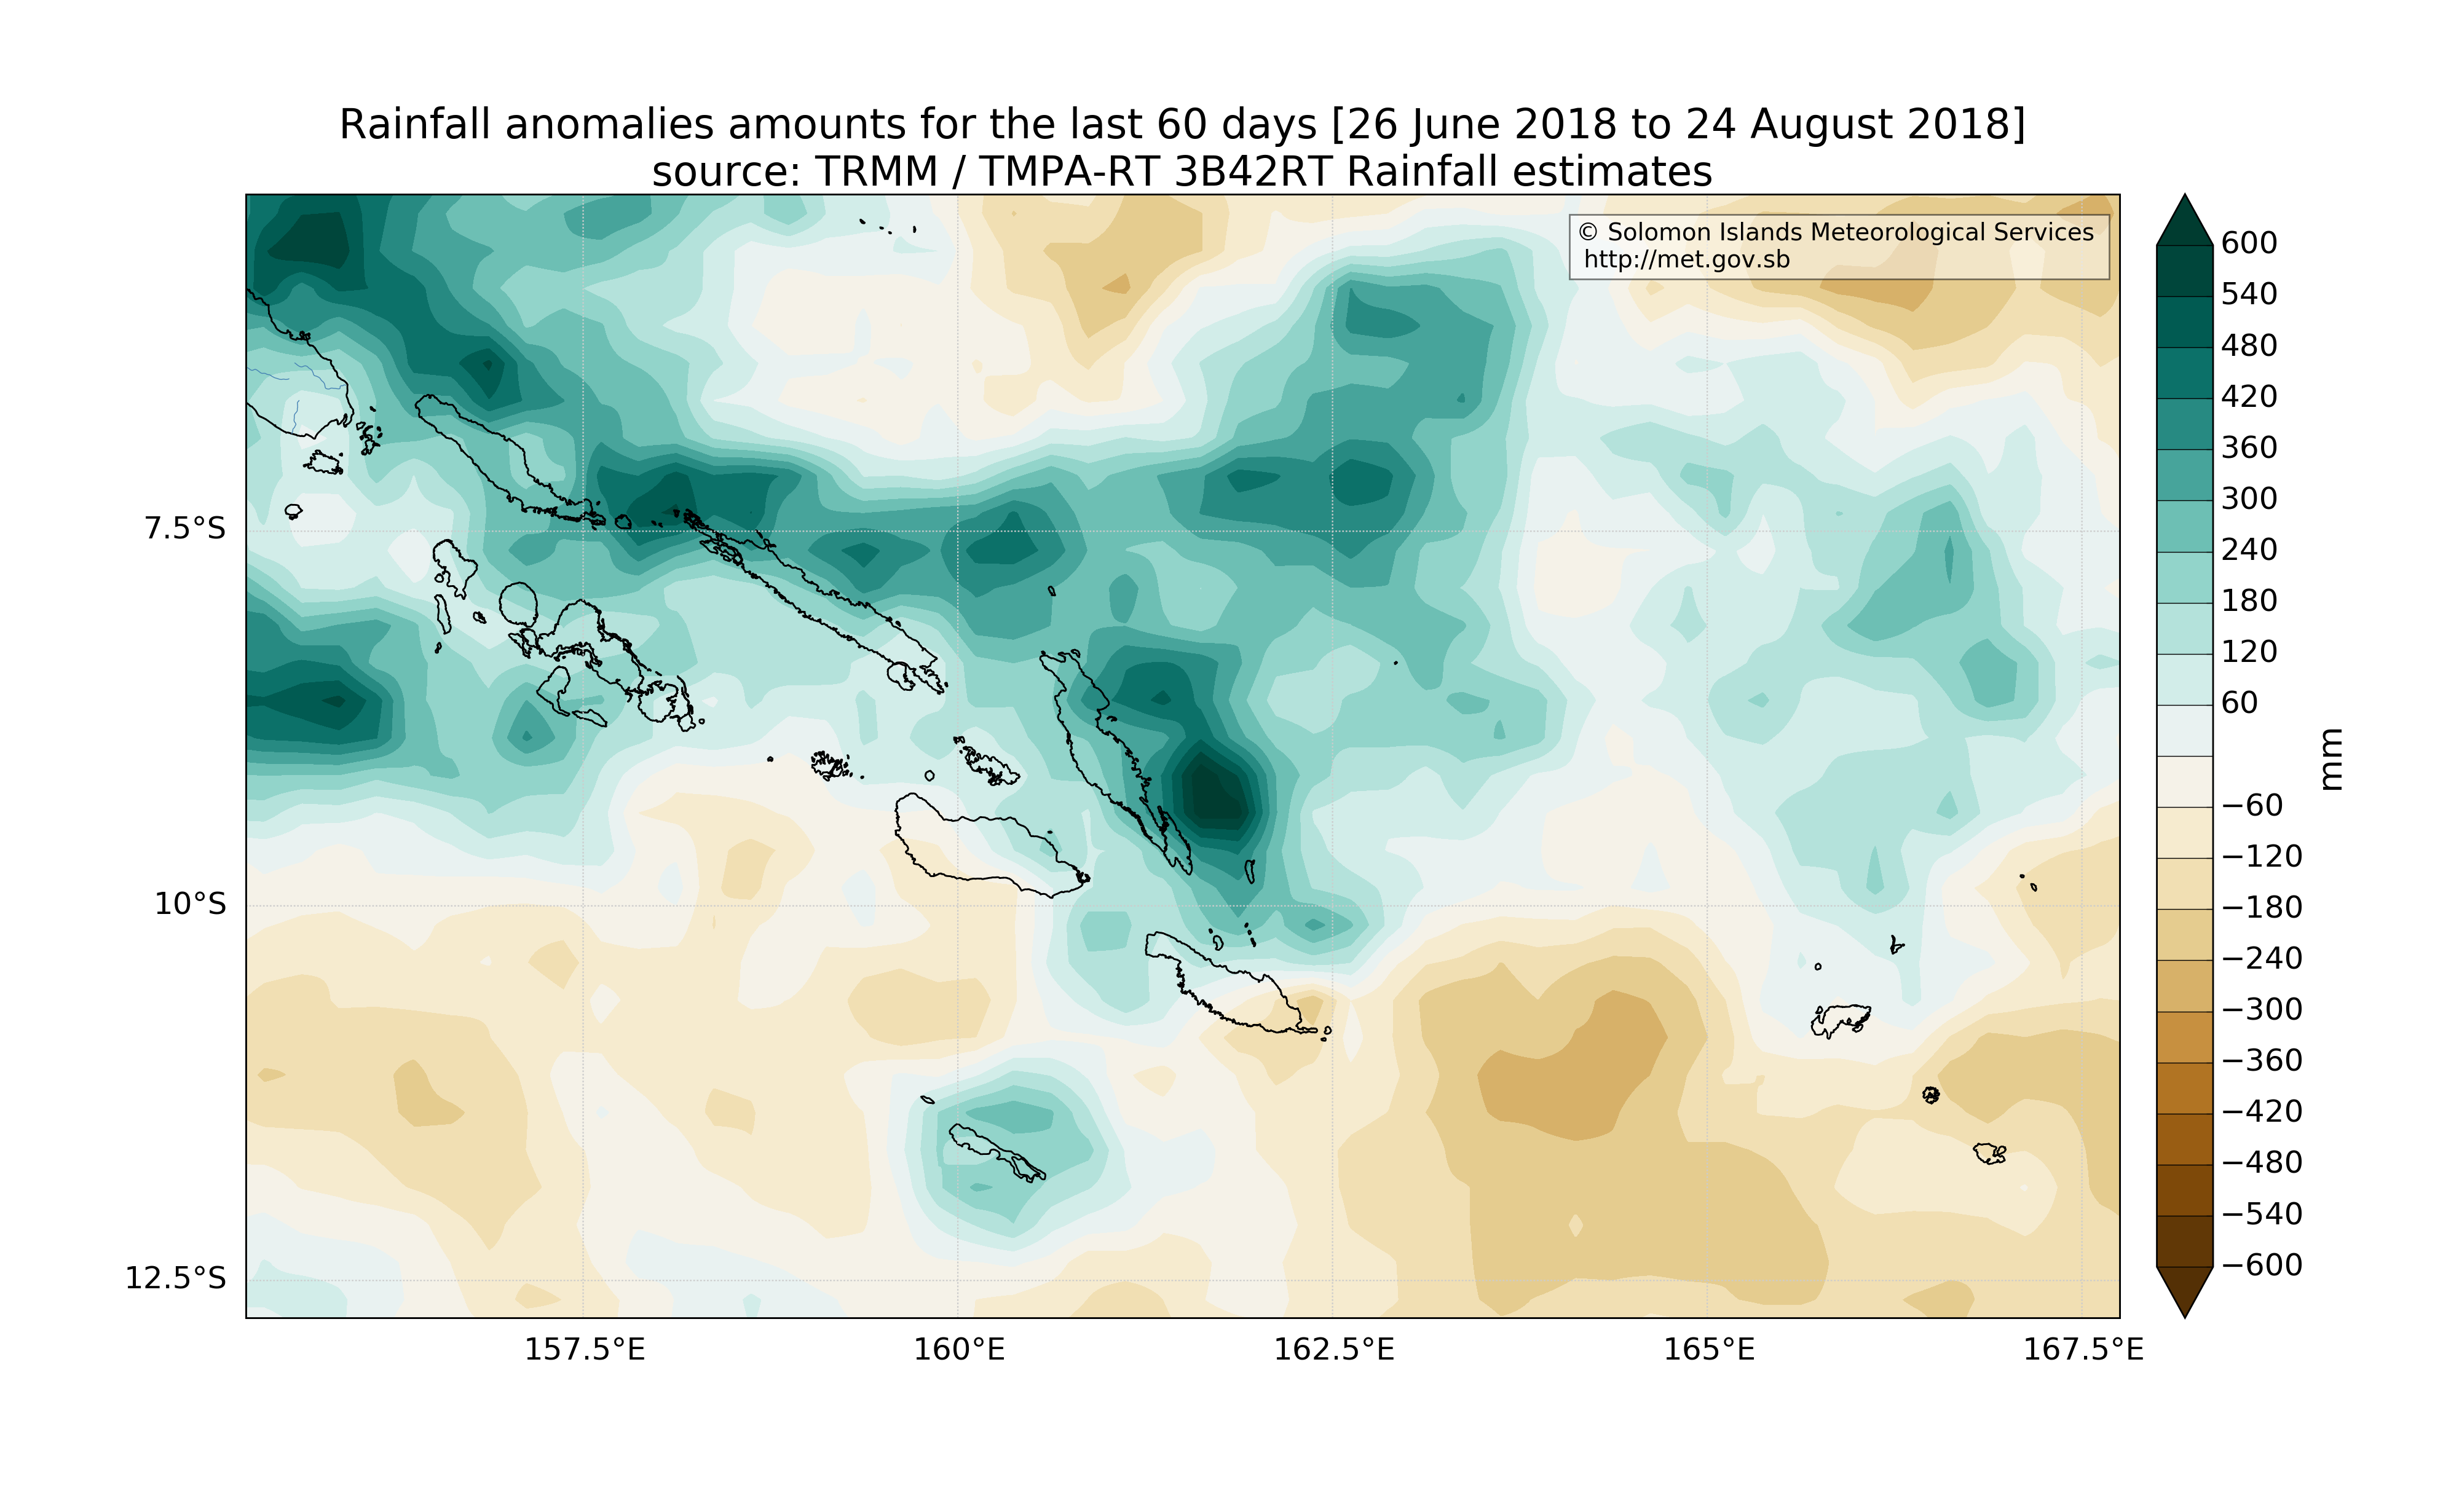 Rainfall anomalies amounts for the last 60 days [26 June 2018 to 24 August 2018]
source: TRMM / TMPA-RT 3B42RT Rainfall estimates
© Solomon Islands Meteorological Services
http://met.gov.sb
7.5°S
10°S
12.5°S
157.5°E
160°E
162.5°E
165°E
167.5°E
600
540
480
420
360
300
240
180
120
60
−60
−120
−180
−240
−300
−360
−420
−480
−540
−600
mm